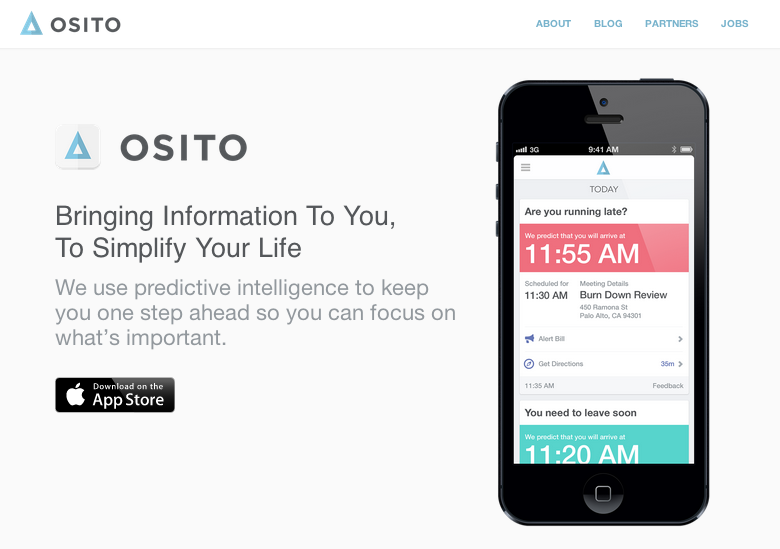 OSITO
ABOUT BLOG PARTNERS JOBS
OSITO
Bringing Information To You,
To Simplify Your Life
We use predictive intelligence to keep
you one step ahead so you can focus on
what's important.
Download on the
App Store
3G 9:41 AM
TODAY
Are you running late?
We predict that you will arrive at
11:55 AM
Scheduled for Meeting Details
11:30 AM Burn Down Review
450 Ramona St
Palo Alto, CA 94301
Alert Bill
Get Directions 35m
11:35 AM Feedback
You need to leave soon
We predict that you will arrive at
11:20 AM